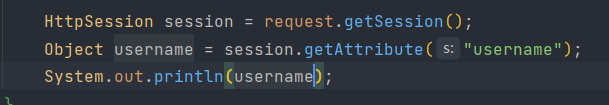 HttpSession session = request.getSession();
Object username = session.getAttribute( s: "username");
System.out.println(username);
}